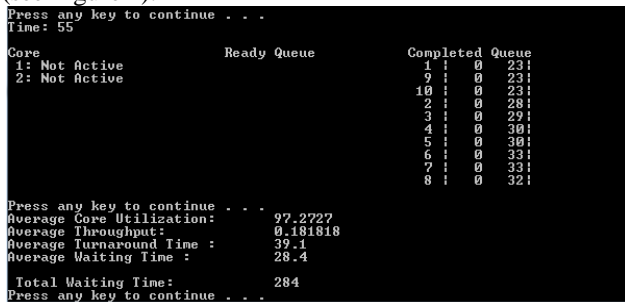 Press any key to continue . . .
Time: 55
Core Ready Queue Completed Queue
1: Not Active 1 ¦ 0 23¦
2: Not Active 9 ¦ 0 23¦
10 ¦ 0 23¦
2 ¦ 0 28¦
3 ¦ 0 29¦
4 ¦ 0 30¦
5 ¦ 0 30¦
6 ¦ 0 33¦
7 ¦ 0 33¦
8 ¦ 0 32¦
Press any key to continue . . .
Average Core Utilization: 97.2727
Average Throughput: 0.181818
Average Turnaround Time : 39.1
Average Waiting Time : 28.4
Total Waiting Time: 284
Press any key to continue . . .